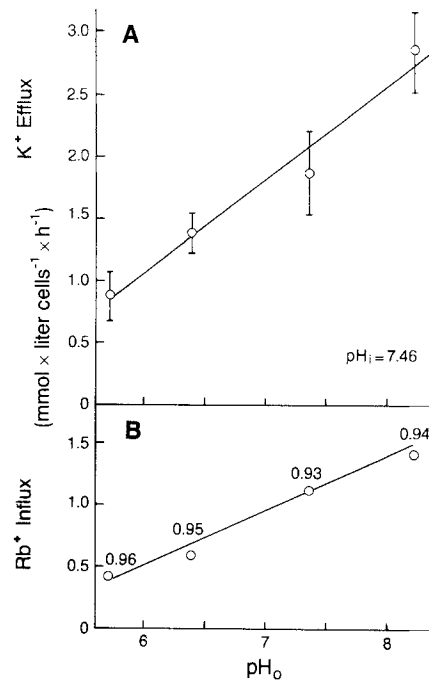 A
3.0
2.5
2.0
1.5
1.0
0.5
0
K+ Efflux
(mmol × liter cells⁻¹ × h⁻¹)
pHi = 7.46
B
1.5
1.0
0.5
0
Rb+ Influx
0.96
0.95
0.93
0.94
6
7
8
pHo